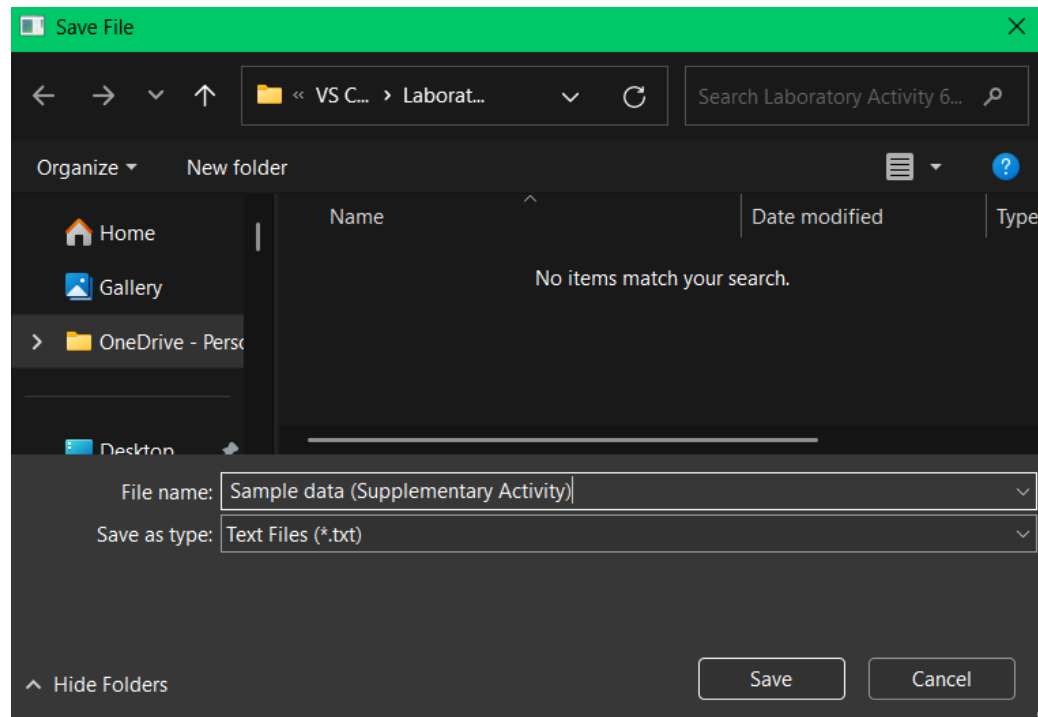 Save File
« VS C... > Laborat...
Search Laboratory Activity 6...
Organize
New folder
?
Name
Date modified
Type
Home
Gallery
OneDrive - Perso
Desktop
No items match your search.
File name: Sample data (Supplementary Activity)
Save as type: Text Files (*.txt)
Hide Folders
Save
Cancel